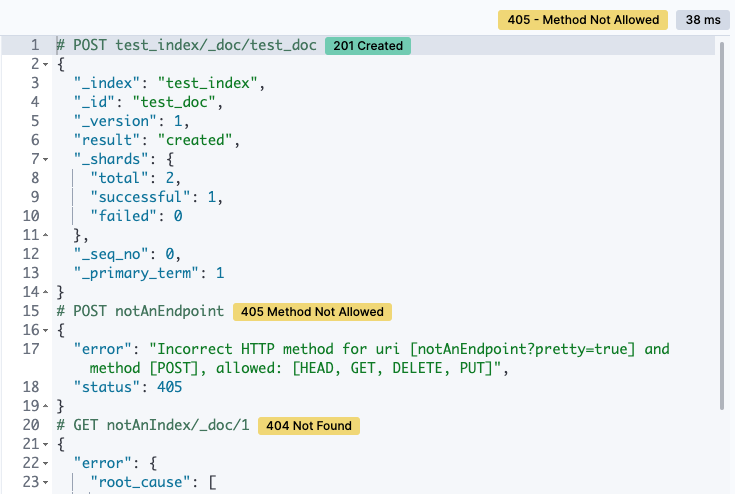 405 - Method Not Allowed 38 ms
1 # POST test_index/_doc/test_doc 201 Created
2 {
3 "_index": "test_index",
4 "_id": "test_doc",
5 "_version": 1,
6 "result": "created",
7 "_shards": {
8 "total": 2,
9 "successful": 1,
10 "failed": 0
11 },
12 "_seq_no": 0,
13 "_primary_term": 1
14 }
15 # POST notAnEndpoint 405 Method Not Allowed
16 {
17 "error": "Incorrect HTTP method for uri [notAnEndpoint?pretty=true] and
method [POST], allowed: [HEAD, GET, DELETE, PUT]",
18 "status": 405
19 }
20 # GET notAnIndex/_doc/1 404 Not Found
21 {
22 "error": {
23 "root_cause": [